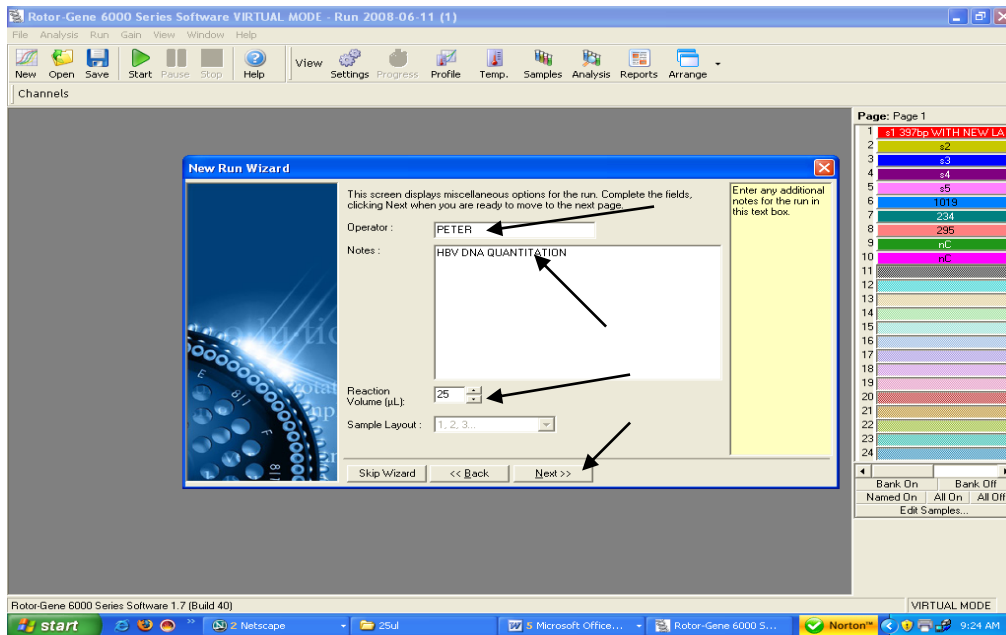 Rotor-Gene 6000 Series Software VIRTUAL MODE - Run 2008-06-11 (1)
File Analysis Run Gain View Window Help
New Open Save Start Pause Stop Help View Settings Progress Profile Temp. Samples Analysis Reports Arrange
Channels
Page: Page 1
1 s1 397bp WITH NEW LA
2 s2
3 s3
4 s4
5 s5
6 1019
7 234
8 295
9 nC
10 nC
11
12
13
14
15
16
17
18
19
20
21
22
23
24
Bank On Bank Off
Named On All On All Off
Edit Samples...
New Run Wizard
This screen displays miscellaneous options for the run. Complete the fields,
clicking Next when you are ready to move to the next page.
Operator : PETER
Notes : HBV DNA QUANTITATION
Reaction
Volume (µL): 25
Sample Layout : 1, 2, 3...
Skip Wizard << Back Next >>
Enter any additional
notes for the run in
this text box.
Rotor-Gene 6000 Series Software 1.7 (Build 40)
VIRTUAL MODE
start 2 Netscape 25ul 5 Microsoft Office... Rotor-Gene 6000 S... Norton™ 9:24 AM